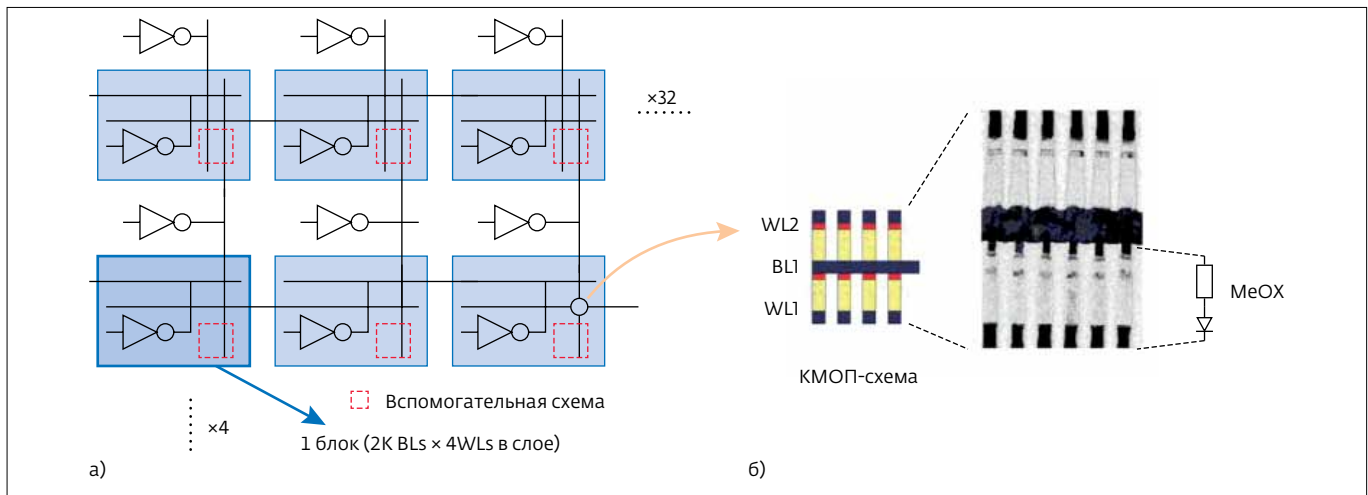 ×32
WL2
BL1
WL1
MeOX
КМОП-схема
Вспомогательная схема
×4
1 блок (2K BLs × 4WLs в слое)
а)
б)